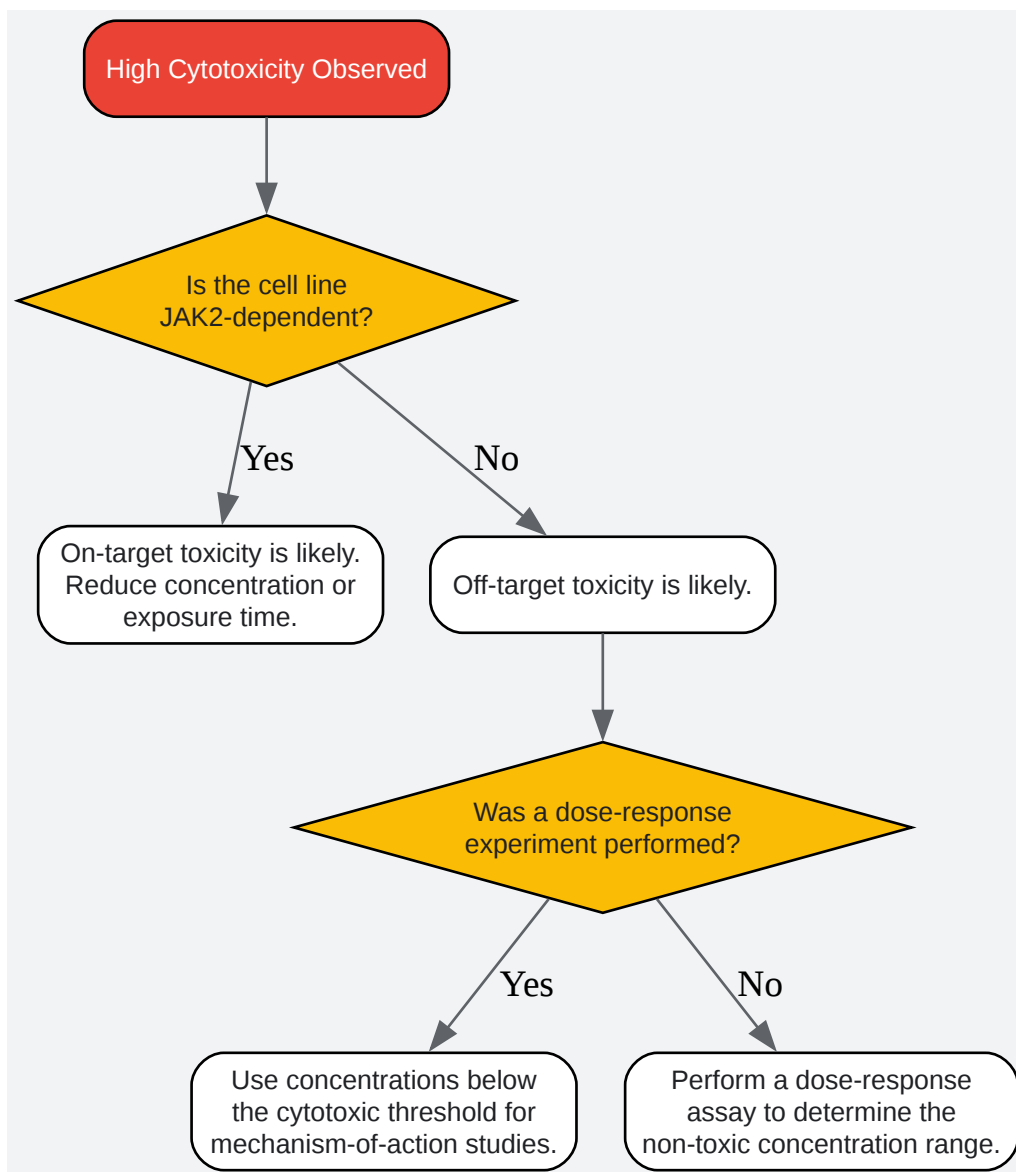 High Cytotoxicity Observed
Is the cell line
JAK2-dependent?
Yes
No
On-target toxicity is likely.
Reduce concentration or
exposure time.
Off-target toxicity is likely.
Was a dose-response
experiment performed?
Yes
No
Use concentrations below
the cytotoxic threshold for
mechanism-of-action studies.
Perform a dose-response
assay to determine the
non-toxic concentration range.